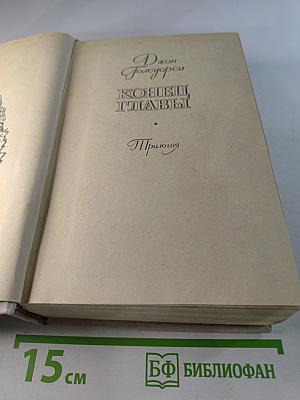 Джон
Голсуорси
КОНЕЦ
ГЛАВЫ
Трилогия
15 см
БФ БИБЛИОФАН